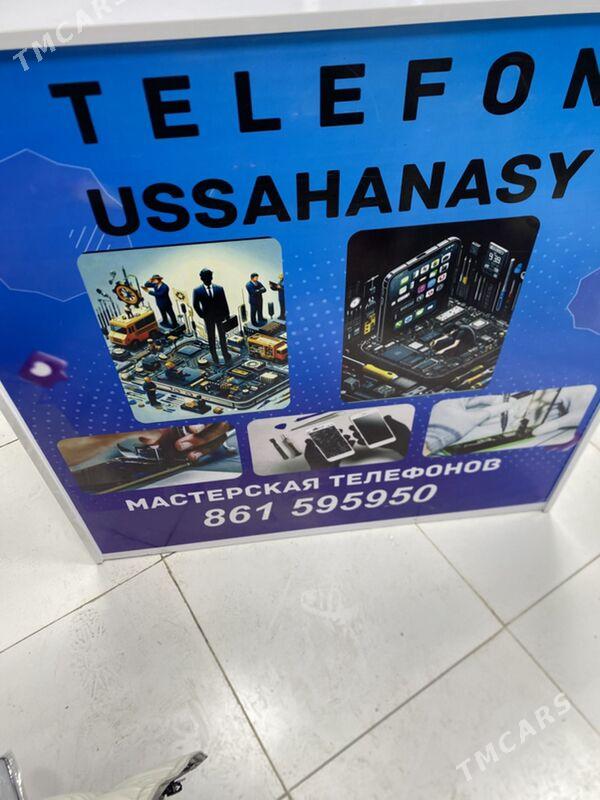 TMCARS
TELEFON
USSAHANASY
МАСТЕРСКАЯ ТЕЛЕФОНОВ
861 595950
TMCARS